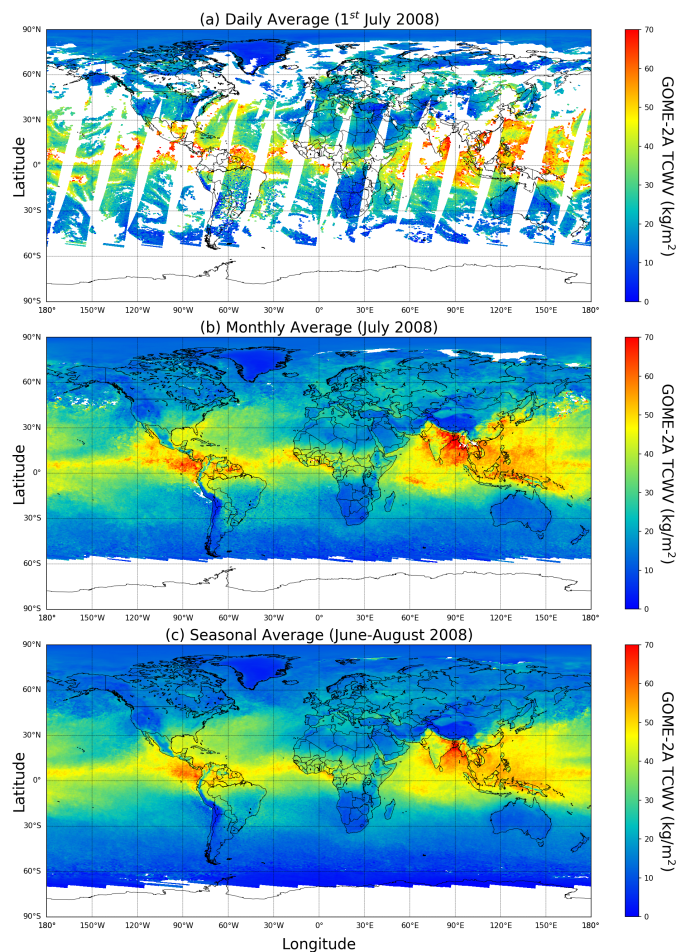 (a) Daily Average (1st July 2008)
90°N
60°N
30°N
0°
30°S
60°S
90°S
Latitude
180° 150°W 120°W 90°W 60°W 30°W 0° 30°E 60°E 90°E 120°E 150°E 180°
70
60
50
40
30
20
10
0
GOME-2A TCWV (kg/m²)
(b) Monthly Average (July 2008)
90°N
60°N
30°N
0°
30°S
60°S
90°S
Latitude
180° 150°W 120°W 90°W 60°W 30°W 0° 30°E 60°E 90°E 120°E 150°E 180°
70
60
50
40
30
20
10
0
GOME-2A TCWV (kg/m²)
(c) Seasonal Average (June-August 2008)
90°N
60°N
30°N
0°
30°S
60°S
90°S
Latitude
180° 150°W 120°W 90°W 60°W 30°W 0° 30°E 60°E 90°E 120°E 150°E 180°
70
60
50
40
30
20
10
0
GOME-2A TCWV (kg/m²)
Longitude